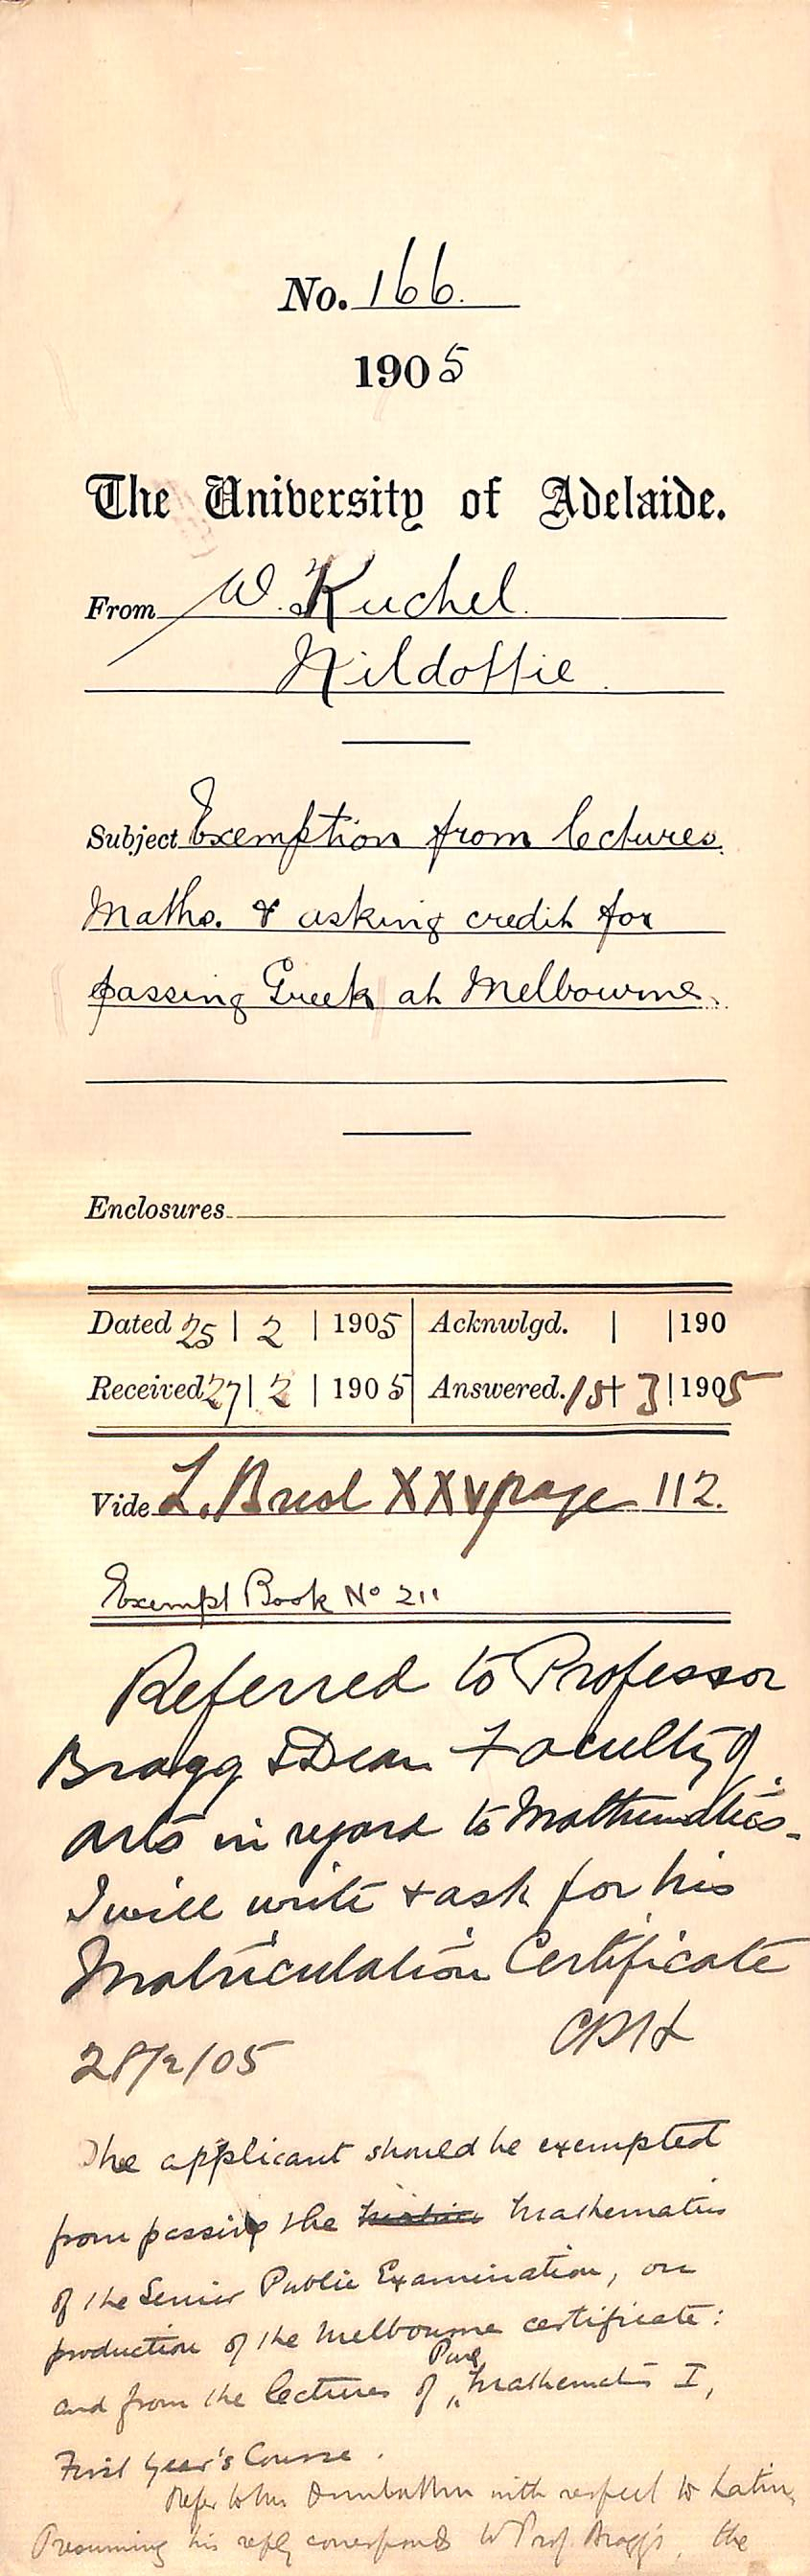 No. 166.
1905
The University of Adelaide.
From W. Kuchel.
Nildottie.
Subject Exemption from lectures.
Maths. & asking credit for
passing Greek at Melbourne.
Enclosures
Dated 25 | 2 | 1905 Acknwlgd. | | 190
Received 27 | 2 | 1905 Answered. 1st 3 | 1905
Vide L. XXV page 112.
Exempt Book No 211
Referred to Professor
Bragg & Dean Faculty of
Arts in regard to Mathematics.
I will write & ask for his
Matriculation Certificate
28/2/05
The applicant should be exempted
from passing the Mathematics
of the Senior Public Examination, on
production of the Melbourne certificate:
and from the lectures of Pure Mathematics I,
First Year's Course.
Refer to with respect to Latin,
Presuming his reply corresponds to Prof. Bragg's, the